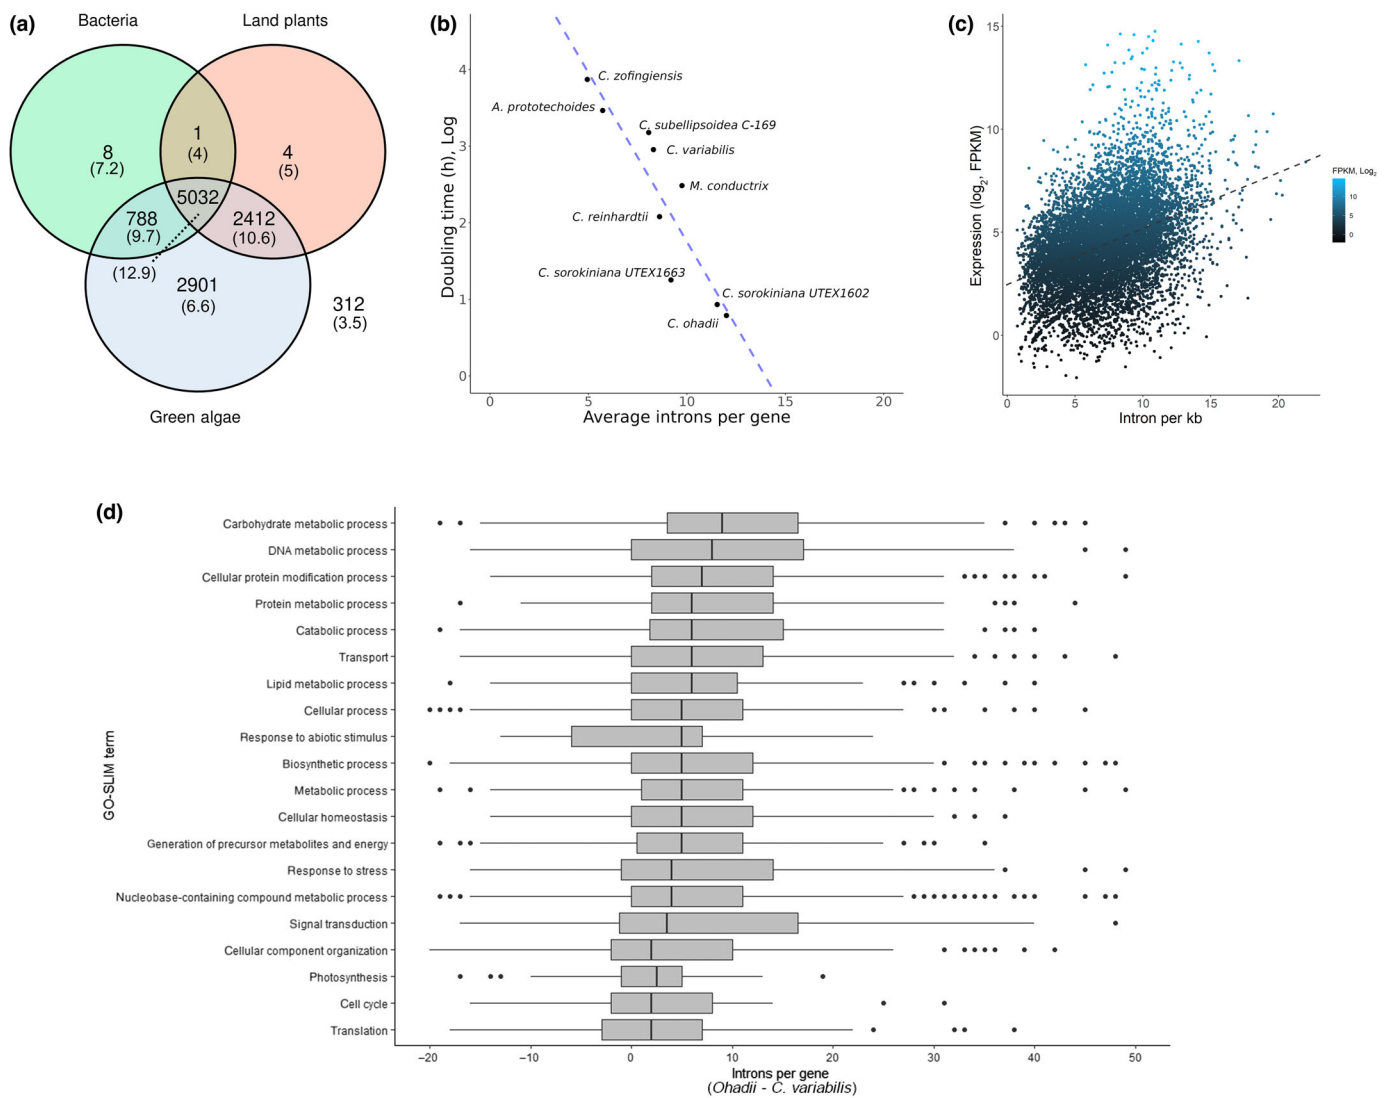 (a)
Bacteria
Land plants
8
(7.2)
1
(4)
4
(5)
5032
788
(9.7)
2412
(10.6)
(12.9)
2901
(6.6)
312
(3.5)
Green algae
(b)
Doubling time (h), Log
4
3
2
1
0
C. zofingiensis
A. prototechoides
C. subellipsoidea C-169
C. variabilis
M. conductrix
C. reinhardtii
C. sorokiniana UTEX1663
C. sorokiniana UTEX1602
C. ohadii
0 5 10 15 20
Average introns per gene
(c)
Expression (log2, FPKM)
15
10
5
0
0 5 10 15 20
Intron per kb
FPKM, Log2
10
5
0
(d)
GO-SLIM term
Carbohydrate metabolic process
DNA metabolic process
Cellular protein modification process
Protein metabolic process
Catabolic process
Transport
Lipid metabolic process
Cellular process
Response to abiotic stimulus
Biosynthetic process
Metabolic process
Cellular homeostasis
Generation of precursor metabolites and energy
Response to stress
Nucleobase-containing compound metabolic process
Signal transduction
Cellular component organization
Photosynthesis
Cell cycle
Translation
−20 −10 0 10 20 30 40 50
Introns per gene
(Ohadii - C. variabilis)